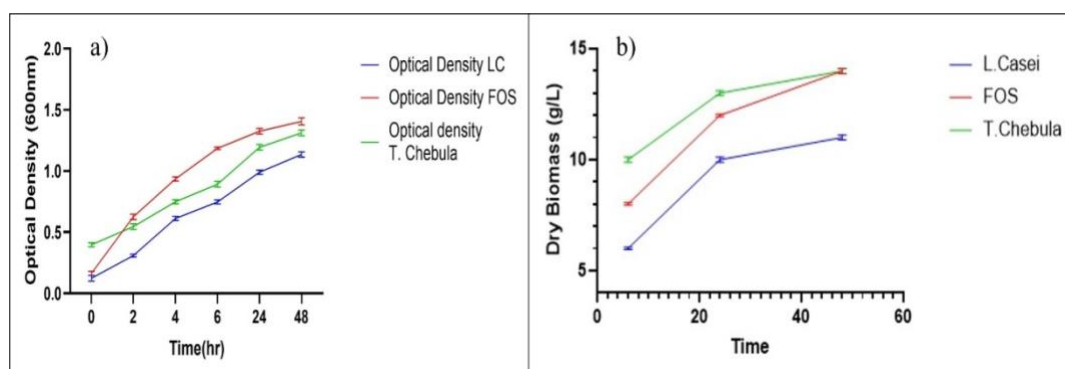 a)
Optical Density (600nm)
2.0
1.5
1.0
0.5
0.0
0 2 4 6 24 48
Time(hr)
Optical Density LC
Optical Density FOS
Optical density
T. Chebula
b)
Dry Biomass (g/L)
15
10
5
0 20 40 60
Time
L.Casei
FOS
T.Chebula